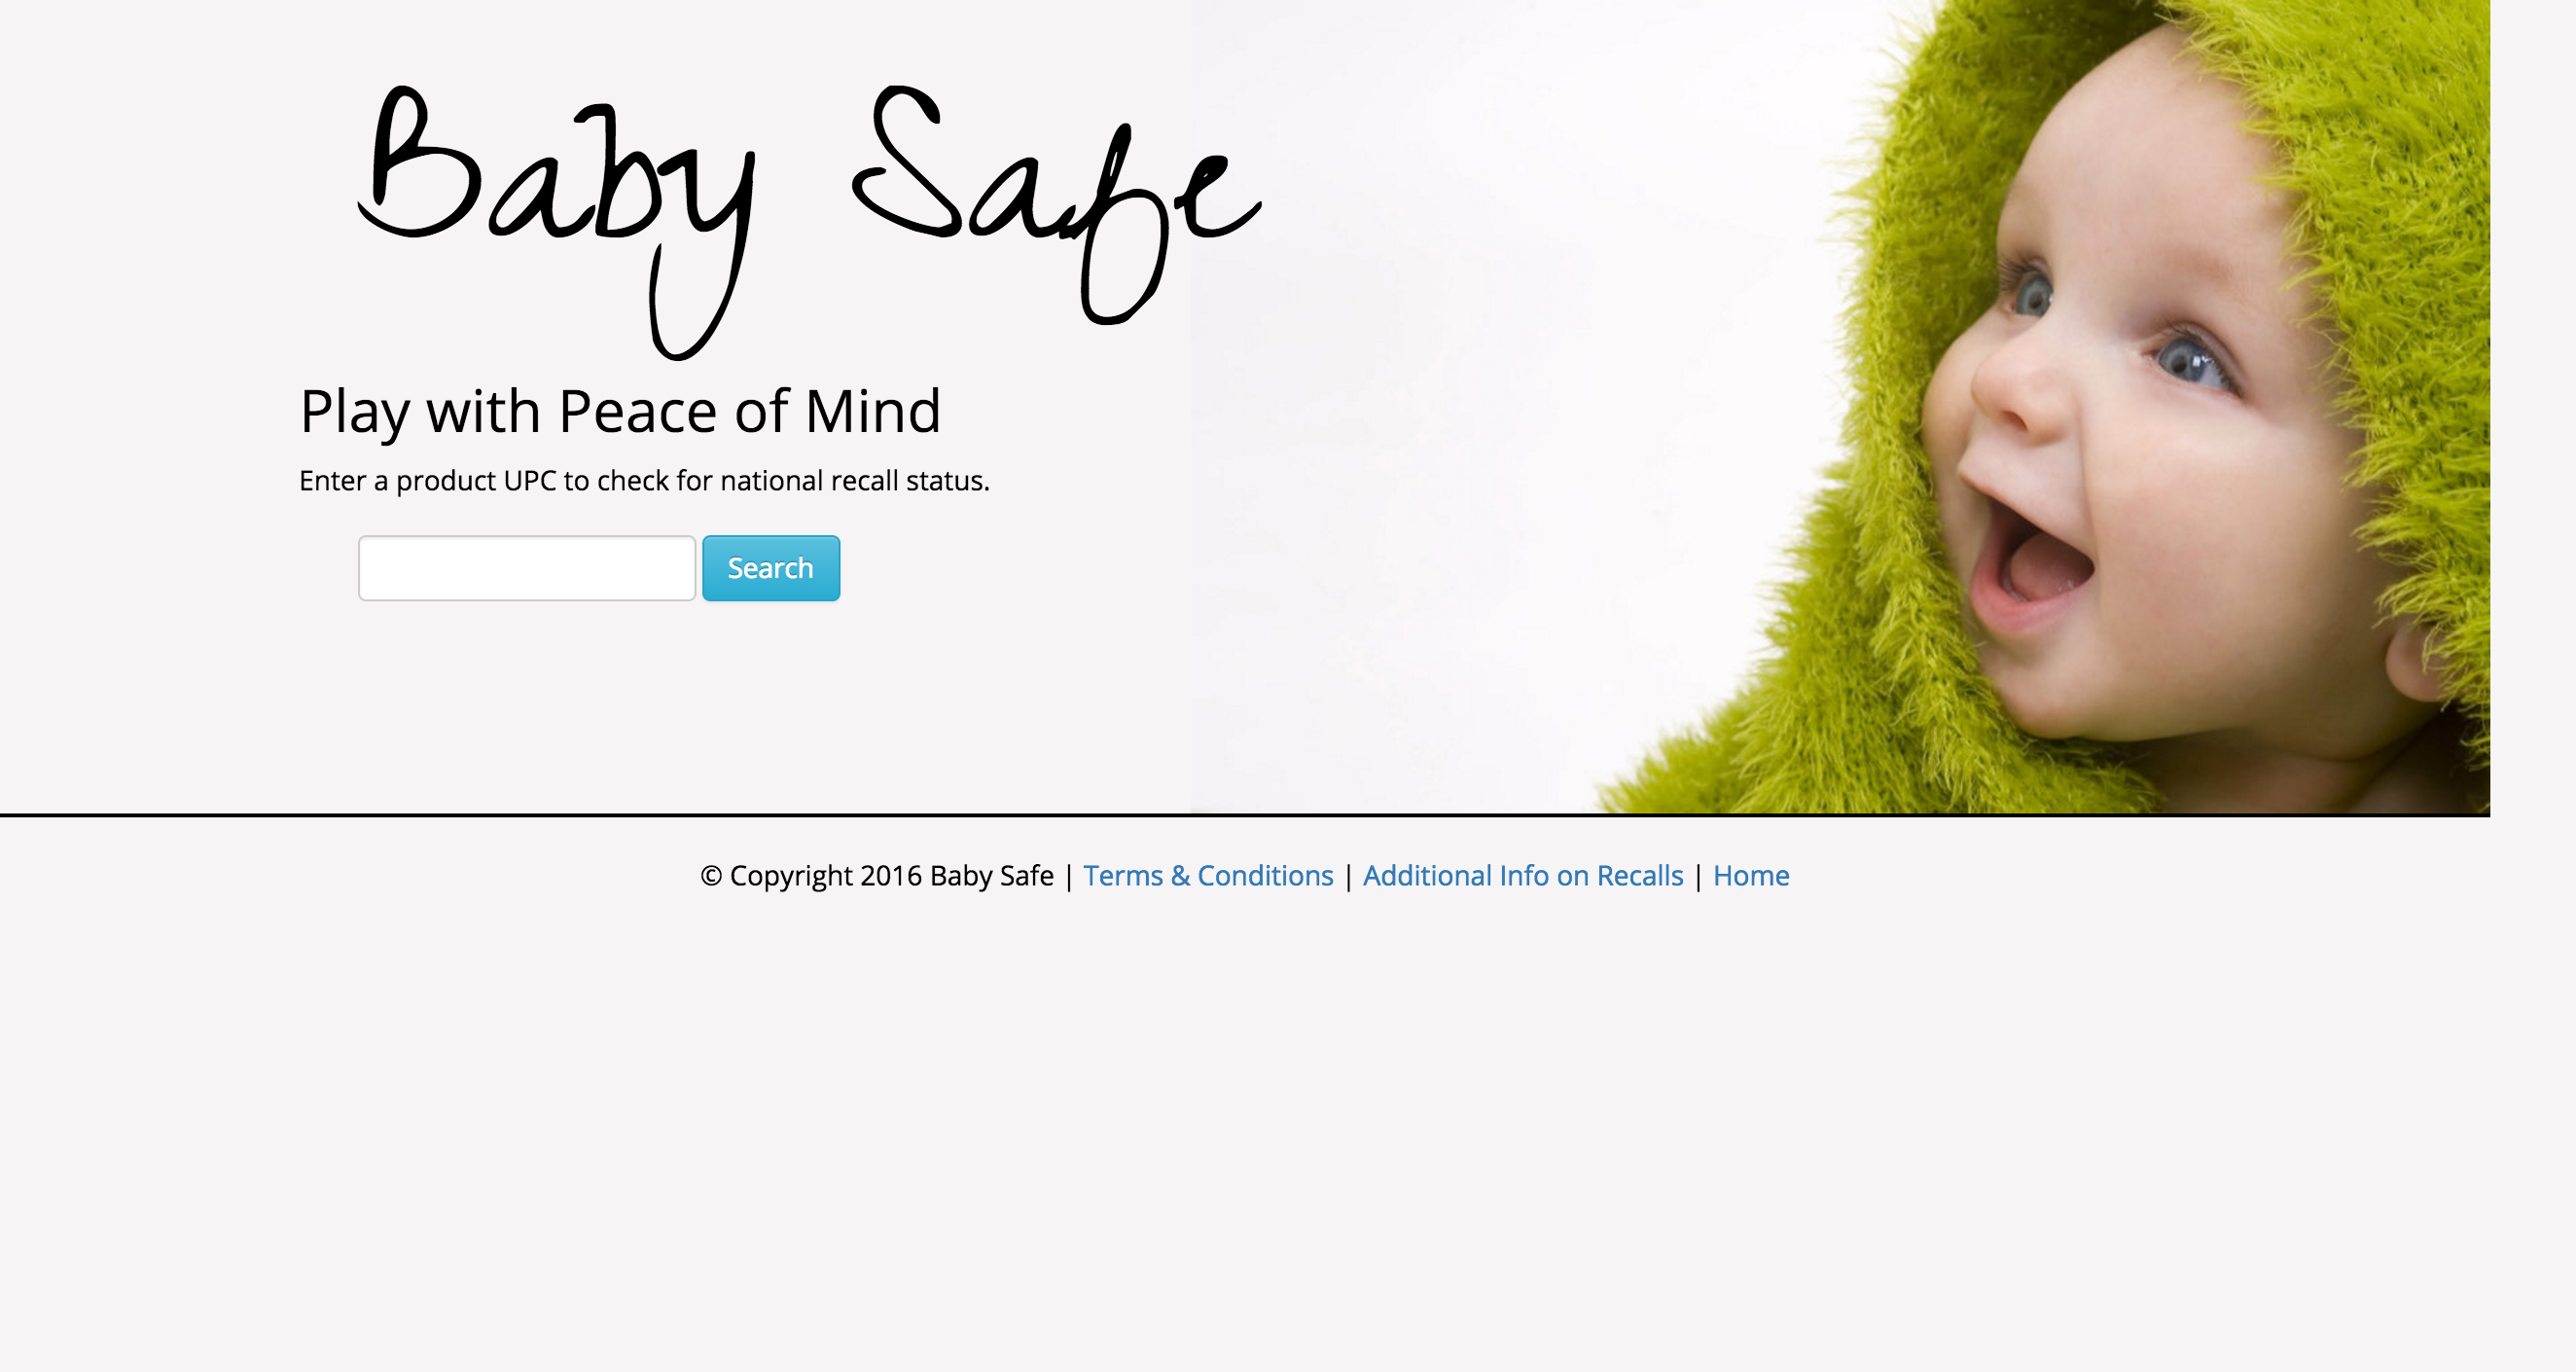 Baby Safe
Play with Peace of Mind
Enter a product UPC to check for national recall status.
Search
© Copyright 2016 Baby Safe | Terms & Conditions | Additional Info on Recalls | Home